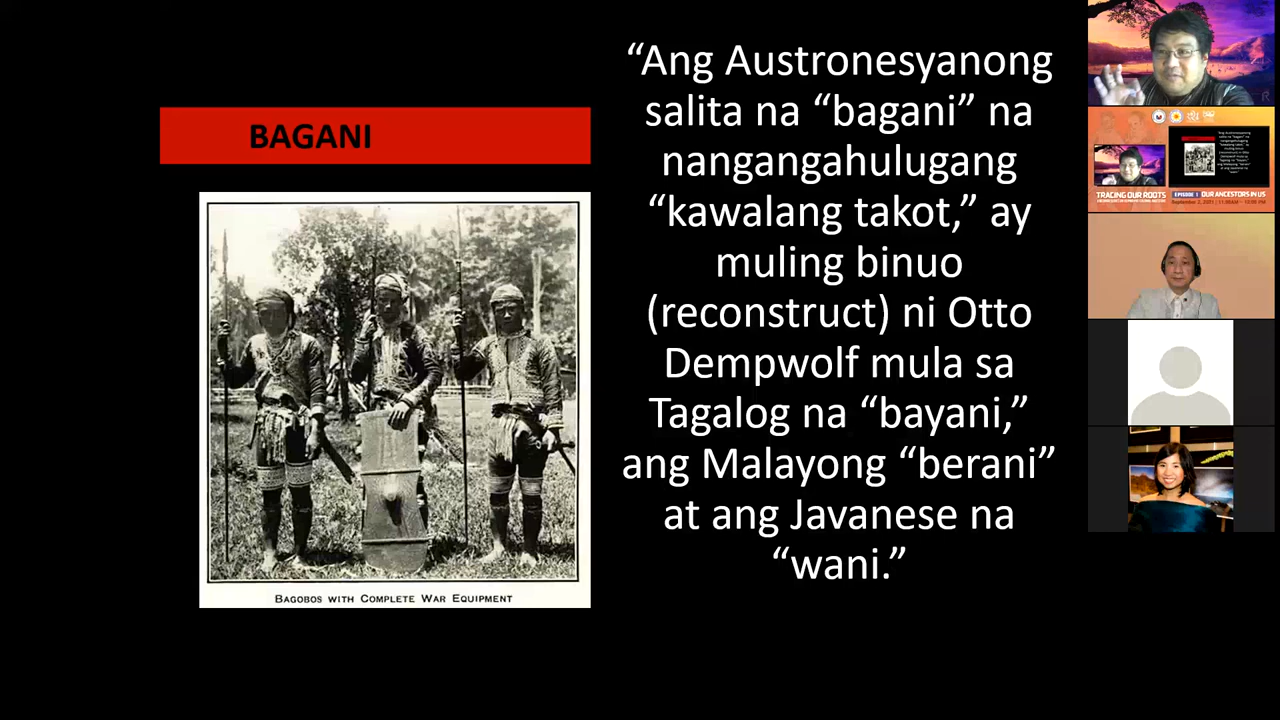 BAGANI
BAGOBOS WITH COMPLETE WAR EQUIPMENT
“Ang Austronesyanong
salita na “bagani” na
nangangahulugang
“kawalang takot,” ay
muling binuo
(reconstruct) ni Otto
Dempwolf mula sa
Tagalog na “bayani,”
ang Malayong “berani”
at ang Javanese na
“wani.”
TRACING OUR ROOTS
EPISODE 1 OUR ANCESTORS IN US